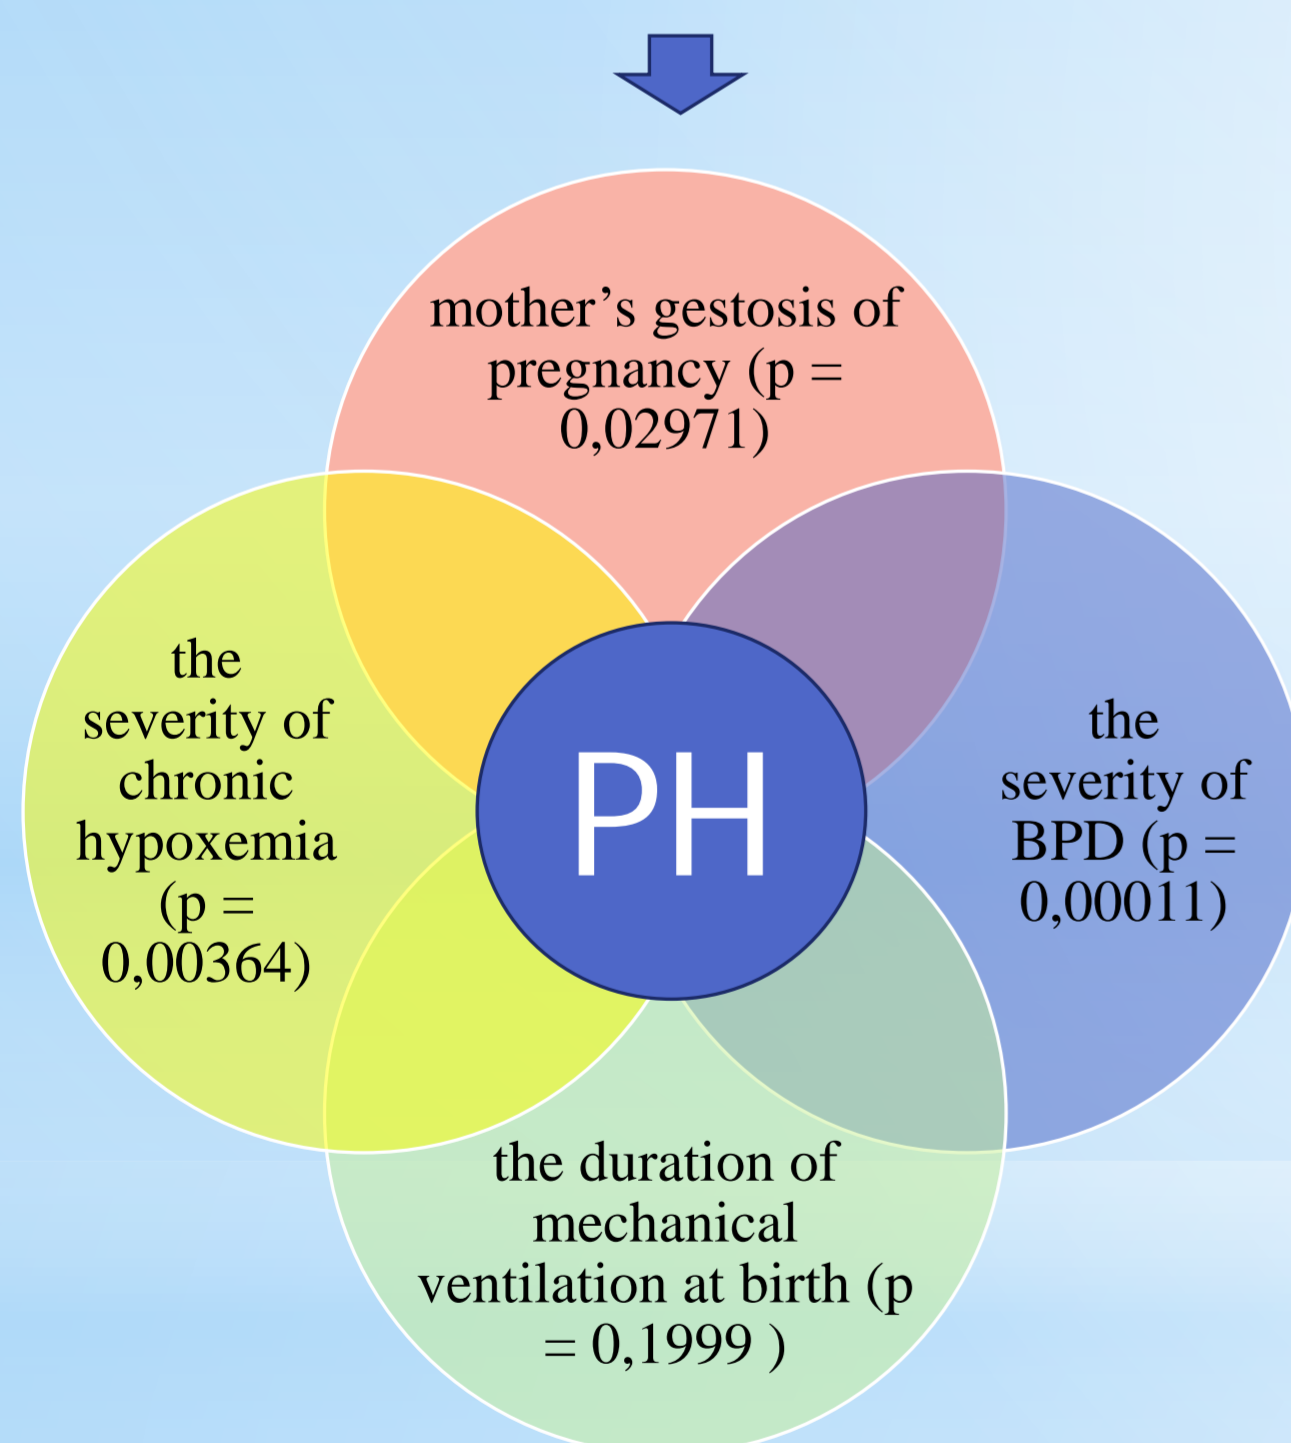 mother’s gestosis of
pregnancy (p =
0,02971)
the
severity of
chronic
hypoxemia
(p =
0,00364)
PH
the
severity of
BPD (p =
0,00011)
the duration of
mechanical
ventilation at birth (p
= 0,1999 )